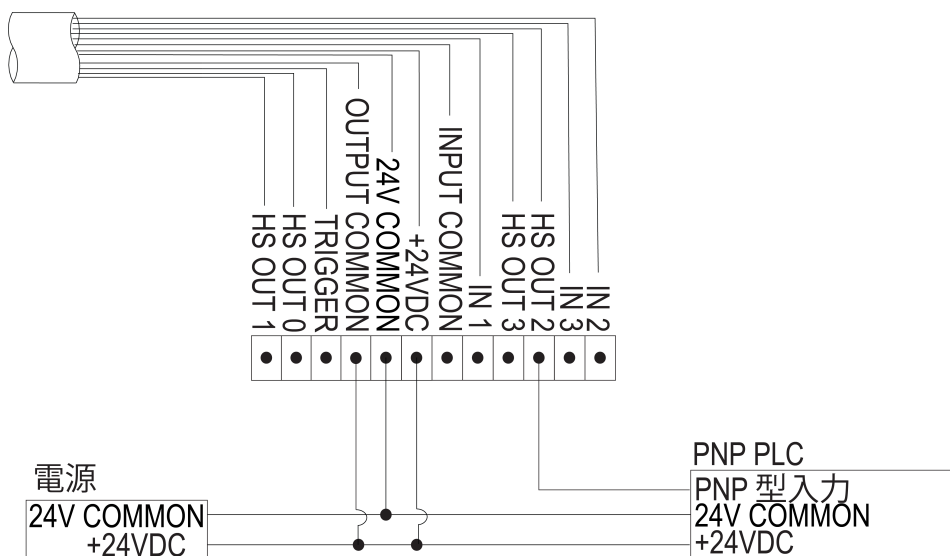 HS OUT 1
HS OUT 0
TRIGGER
OUTPUT COMMON
24V COMMON
+24VDC
INPUT COMMON
IN 1
HS OUT 3
HS OUT 2
IN 3
IN 2
電源
24V COMMON
+24VDC
PNP PLC
PNP 型入力
24V COMMON
+24VDC